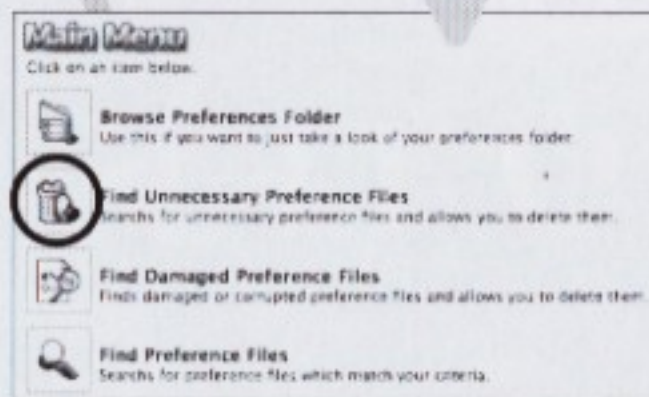 Main Menu
Click on an item below.
Browse Preferences Folder
Use this if you want to just take a look of your preferences folder.
Find Unnecessary Preference Files
Searchs for unnecessary preference files and allows you to delete them.
Find Damaged Preference Files
Finds damaged or corrupted preference files and allows you to delete them.
Find Preference Files
Searchs for preference files which match your criteria.